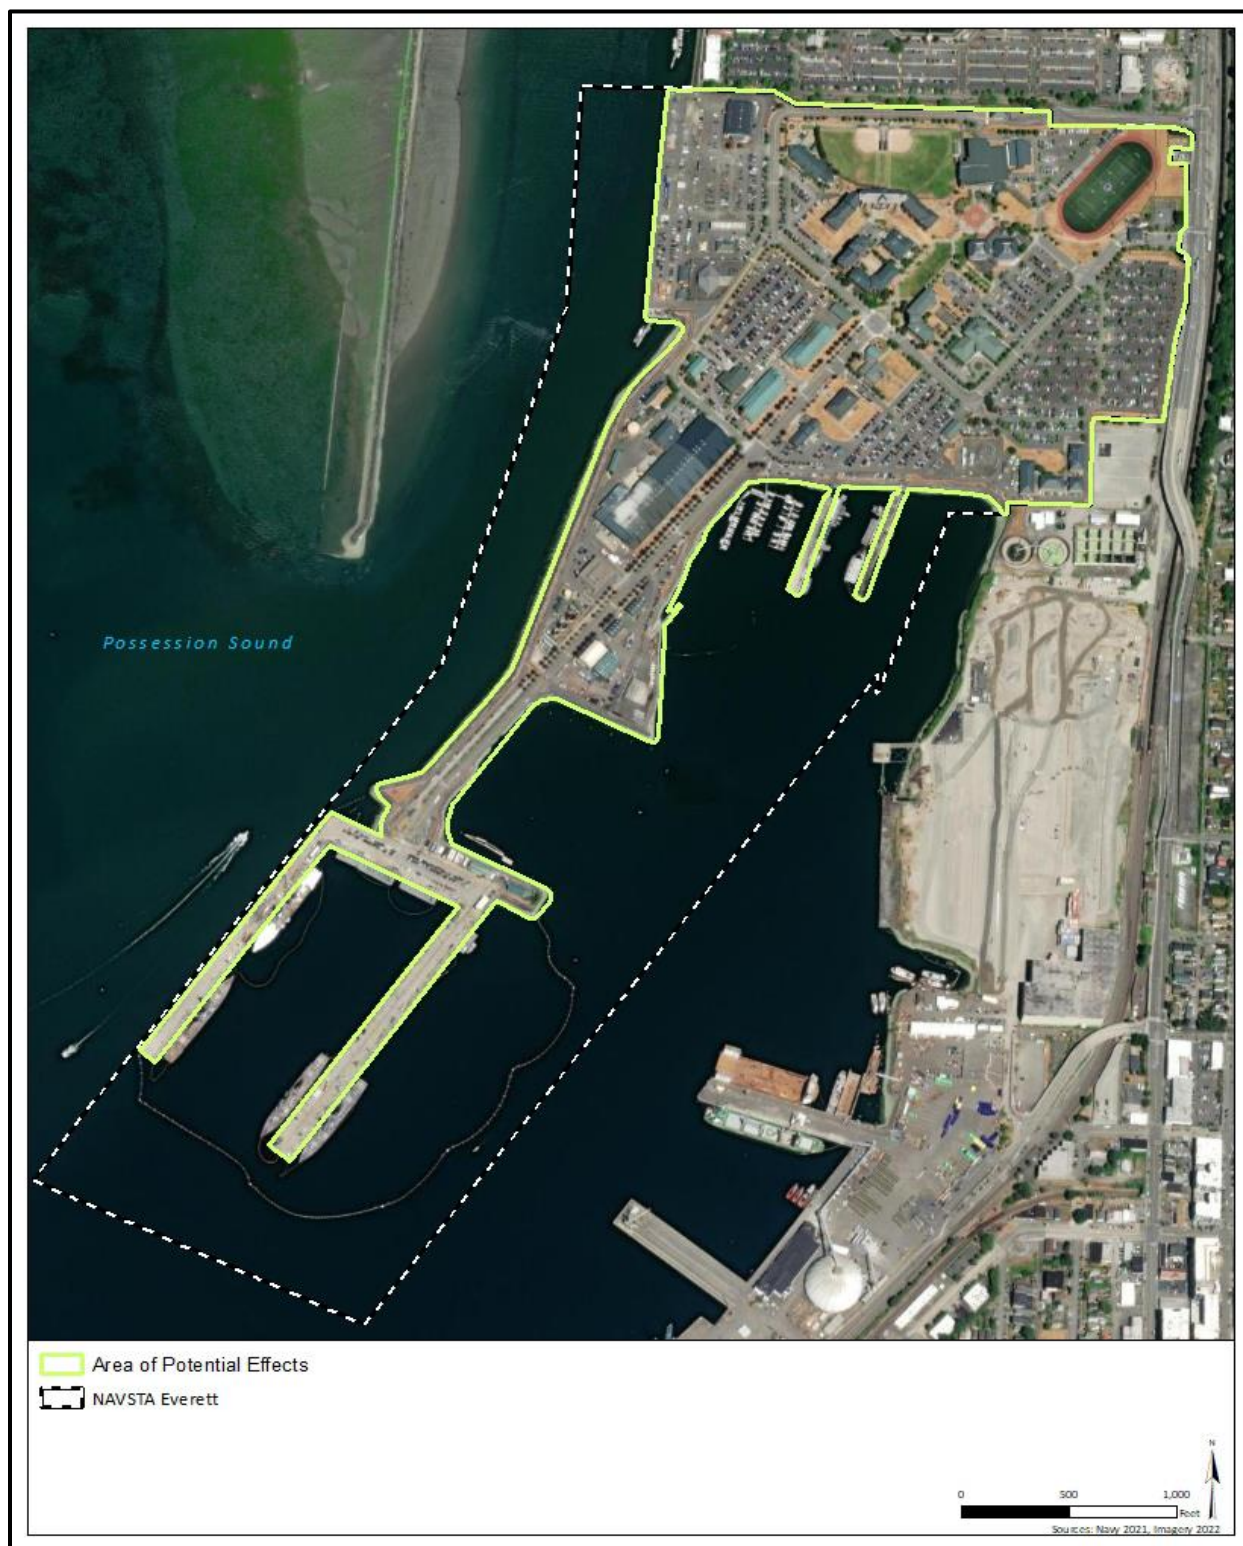 Possession Sound
Area of Potential Effects
NAVSTA Everett
N
0 500 1,000
Feet
Sources: Navy 2021, Imagery 2022